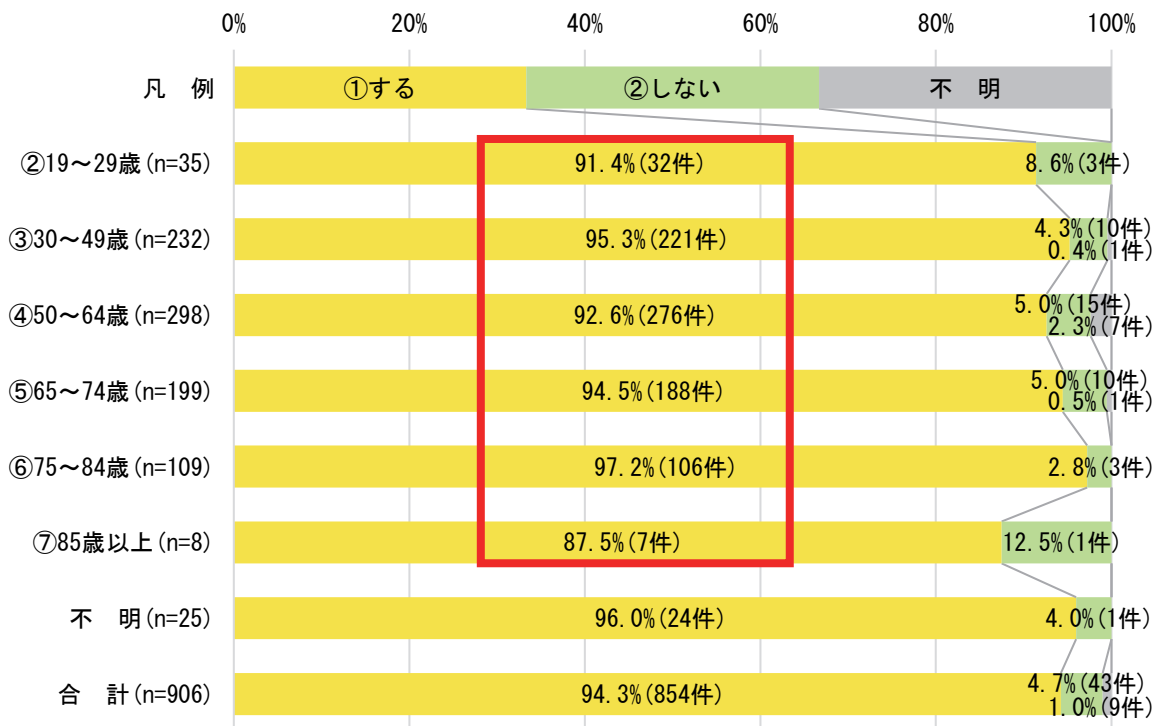 0% 20% 40% 60% 80% 100%
凡 例 ①する ②しない 不 明
②19～29歳(n=35) 91.4%(32件) 8.6%(3件)
③30～49歳(n=232) 95.3%(221件) 4.3%(10件)
0.4%(1件)
④50～64歳(n=298) 92.6%(276件) 5.0%(15件)
2.3%(7件)
⑤65～74歳(n=199) 94.5%(188件) 5.0%(10件)
0.5%(1件)
⑥75～84歳(n=109) 97.2%(106件) 2.8%(3件)
⑦85歳以上(n=8) 87.5%(7件) 12.5%(1件)
不 明(n=25) 96.0%(24件) 4.0%(1件)
合 計(n=906) 94.3%(854件) 4.7%(43件)
1.0%(9件)